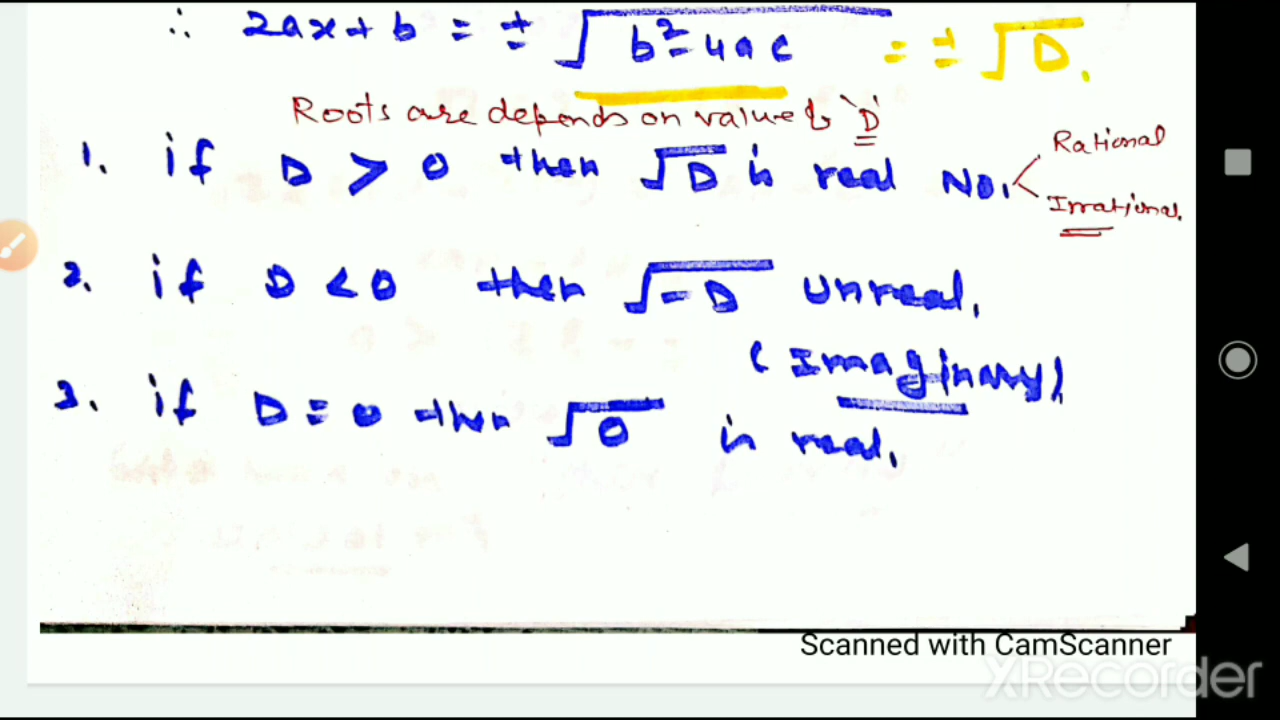 ∴ 2ax + b = ± √b²-4ac = ± √D.
Roots are depends on value of 'D'
1. if D > 0 then √D is real NO. Rational
Irrational.
2. if D < 0 then √-D unreal.
(Imaginary)
3. if D = 0 then √0 is real.
Scanned with CamScanner
XRecorder